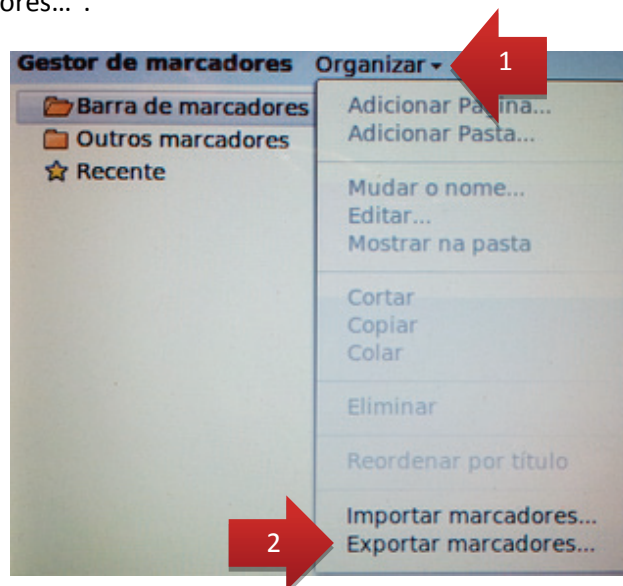 ores… .
Gestor de marcadores Organizar
1
Barra de marcadores
Outros marcadores
Recente
Adicionar Página...
Adicionar Pasta...
Mudar o nome...
Editar...
Mostrar na pasta
Cortar
Copiar
Colar
Eliminar
Reordenar por título
Importar marcadores...
2
Exportar marcadores...